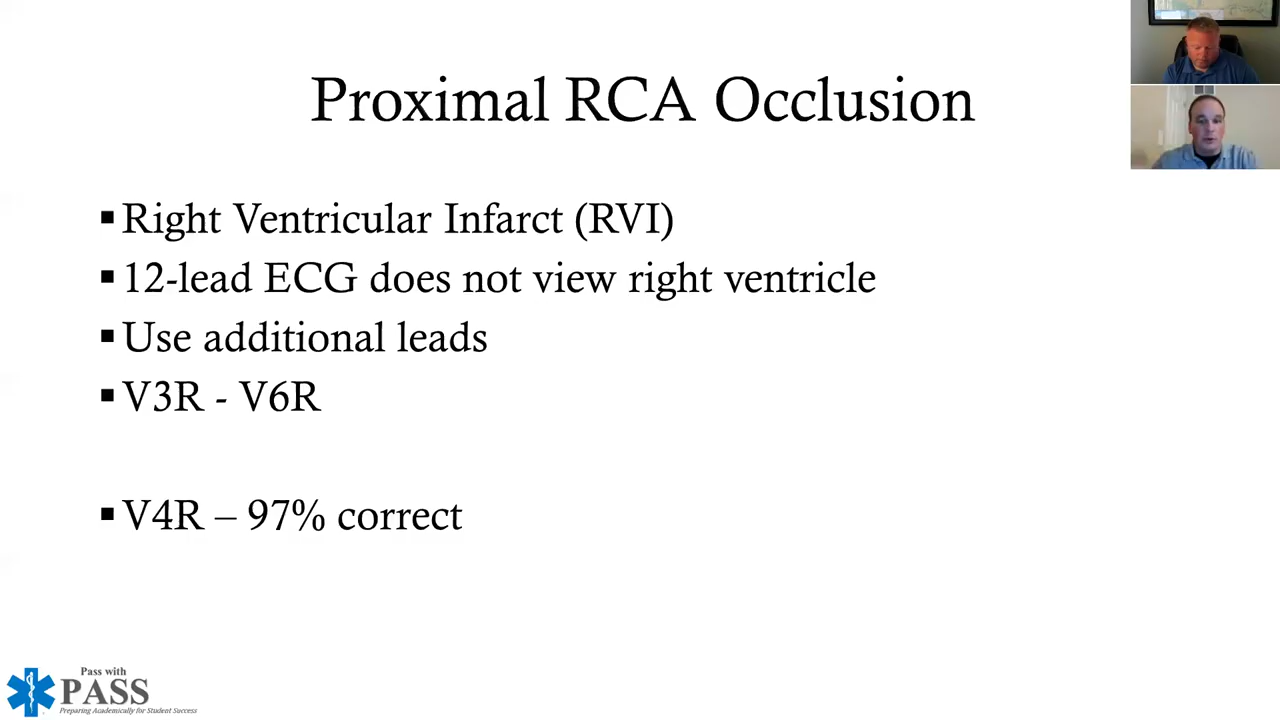 Proximal RCA Occlusion
▪ Right Ventricular Infarct (RVI)
▪ 12-lead ECG does not view right ventricle
▪ Use additional leads
▪ V3R - V6R
▪ V4R – 97% correct
Pass with
PASS
Preparing Academically for Student Success